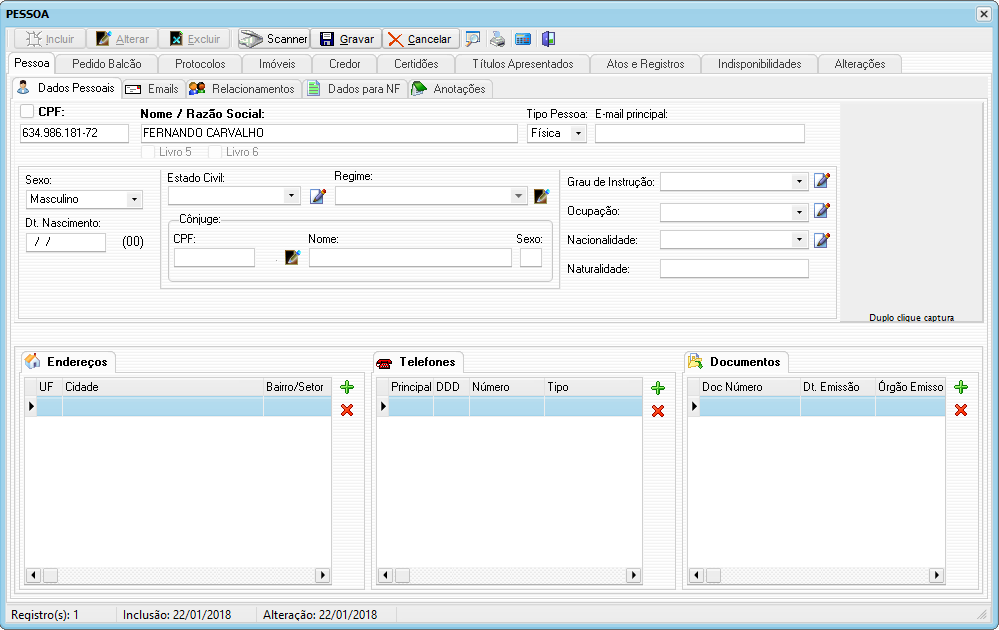 PESSOA
Incluir Alterar Excluir Scanner Gravar Cancelar
Pessoa Pedido Balcão Protocolos Imóveis Credor Certidões Títulos Apresentados Atos e Registros Indisponibilidades Alterações
Dados Pessoais Emails Relacionamentos Dados para NF Anotações
CPF: Nome / Razão Social: Tipo Pessoa: E-mail principal:
634.986.181-72 FERNANDO CARVALHO Física
Livro 5 Livro 6
Sexo: Estado Civil: Regime: Grau de Instrução:
Masculino
Dt. Nascimento: Cônjuge: Ocupação:
/ / (00) CPF: Nome: Sexo: Nacionalidade:
Naturalidade:
Duplo clique captura
Endereços Telefones Documentos
UF Cidade Bairro/Setor Principal DDD Número Tipo Doc Número Dt. Emissão Órgão Emisso
Registro(s): 1 Inclusão: 22/01/2018 Alteração: 22/01/2018